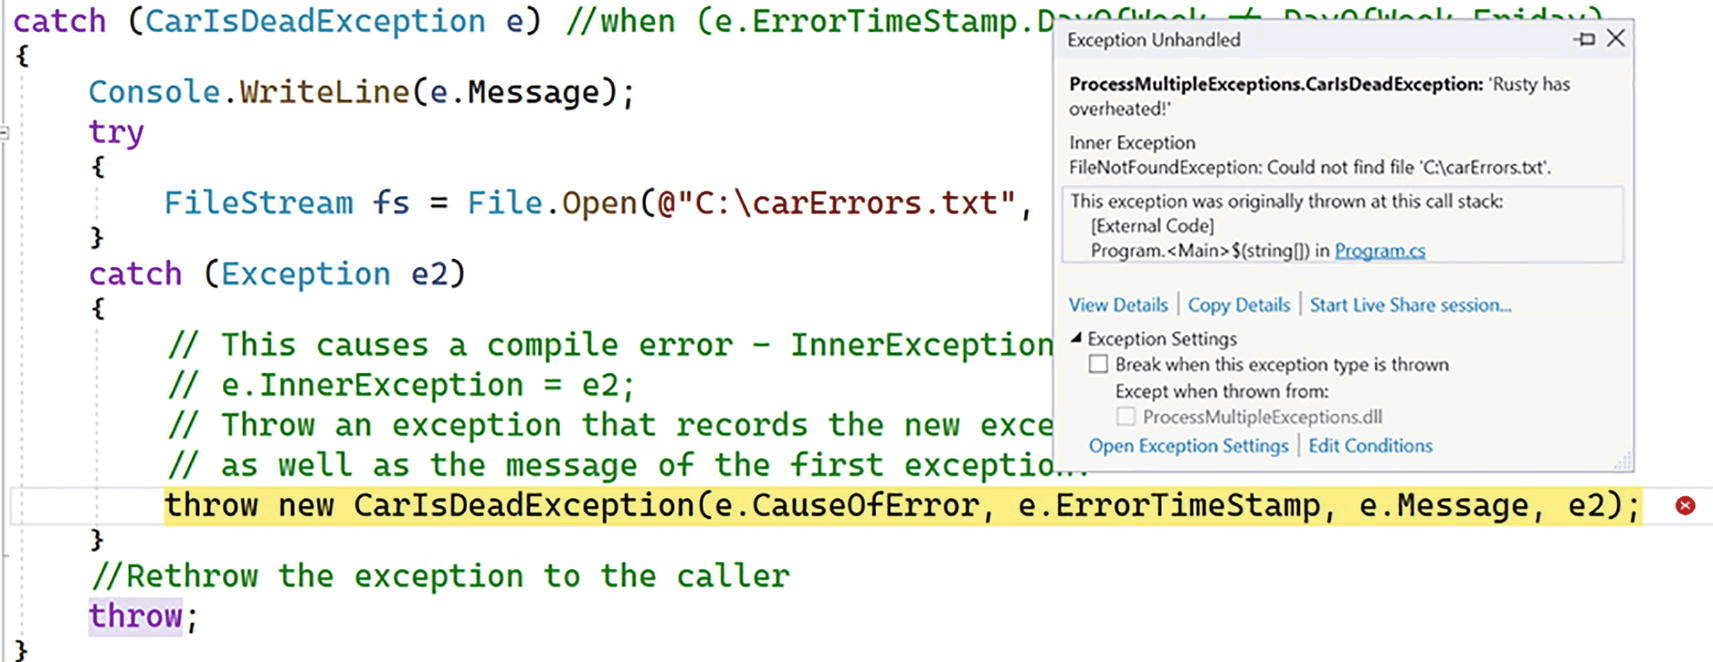 catch (CarIsDeadException e) //when (e.ErrorTimeStamp.DayOfWeek ≠ DayOfWeek.Friday)
{
Console.WriteLine(e.Message);
try
{
FileStream fs = File.Open(@"C:\carErrors.txt",
}
catch (Exception e2)
{
// This causes a compile error - InnerException
// e.InnerException = e2;
// Throw an exception that records the new exce
// as well as the message of the first exception.
throw new CarIsDeadException(e.CauseOfError, e.ErrorTimeStamp, e.Message, e2);
}
//Rethrow the exception to the caller
throw;
}
Exception Unhandled
ProcessMultipleExceptions.CarIsDeadException: 'Rusty has
overheated!'
Inner Exception
FileNotFoundException: Could not find file 'C:\carErrors.txt'.
This exception was originally thrown at this call stack:
[External Code]
Program.<Main>$(string[]) in Program.cs
View Details | Copy Details | Start Live Share session...
Exception Settings
Break when this exception type is thrown
Except when thrown from:
ProcessMultipleExceptions.dll
Open Exception Settings | Edit Conditions